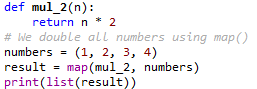 def mul_2(n):
    return n * 2
# We double all numbers using map()
numbers = (1, 2, 3, 4)
result = map(mul_2, numbers)
print(list(result))